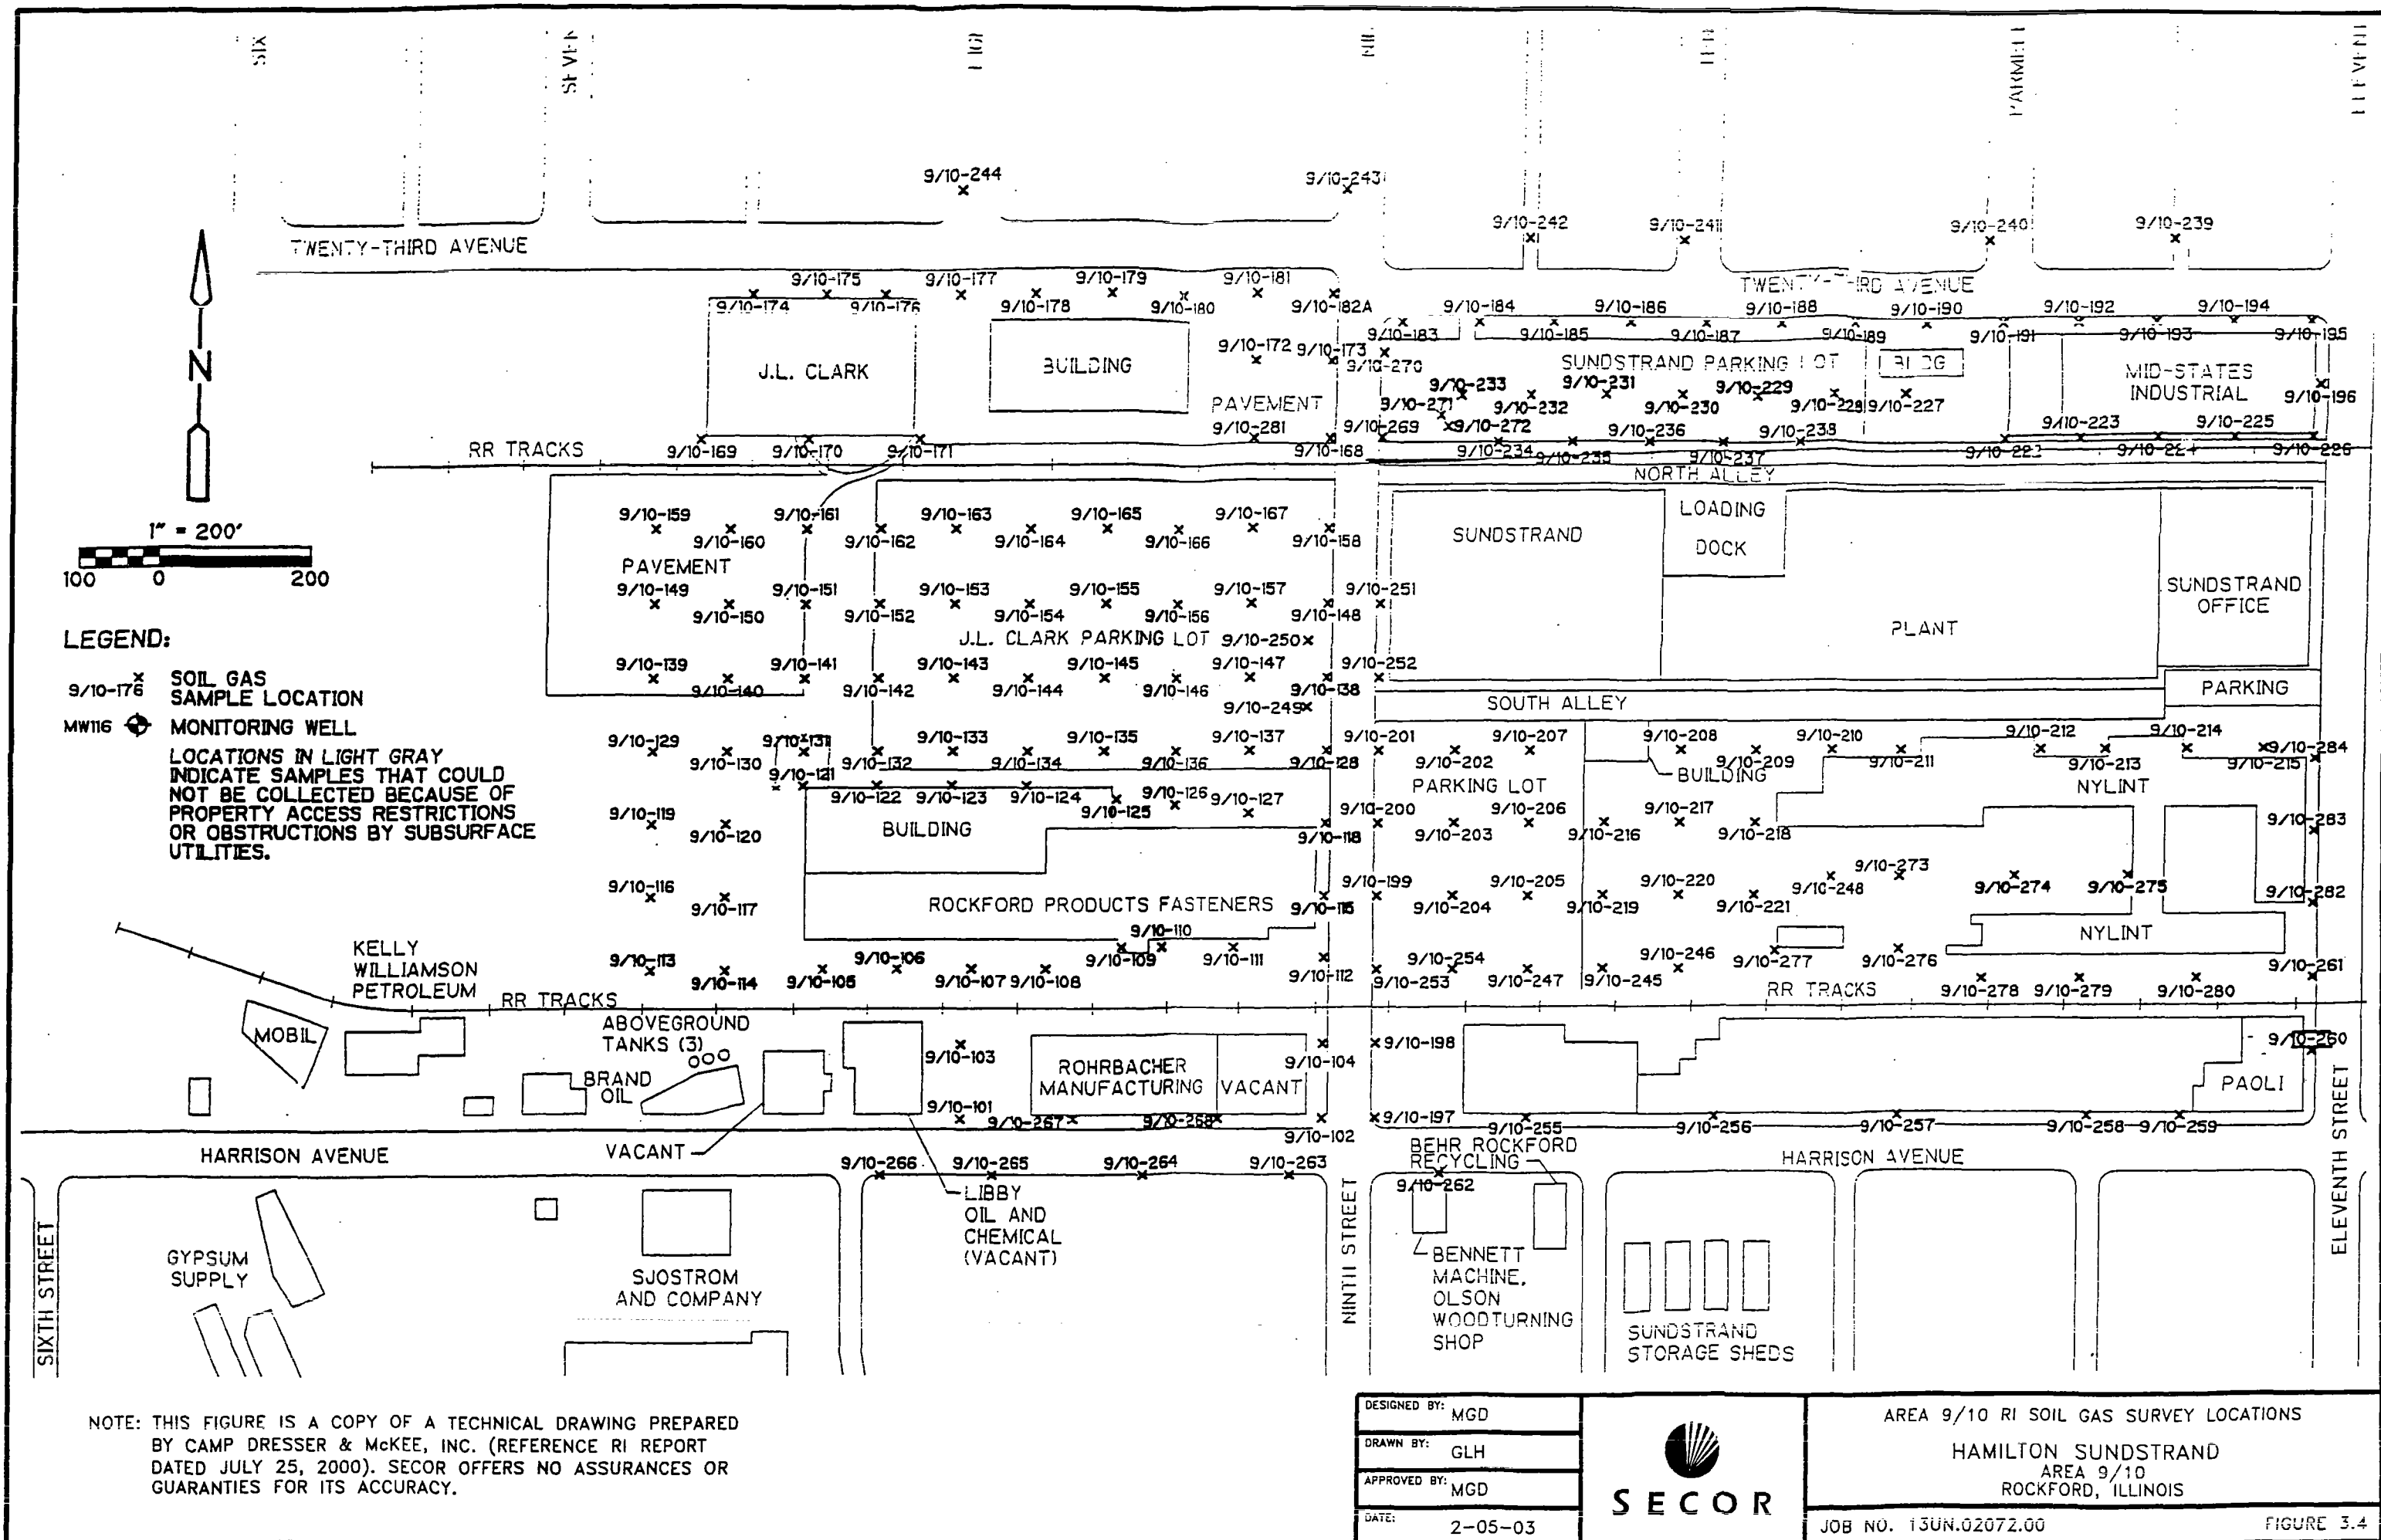 9/10-244
9/10-243
9/10-242
9/10-241
9/10-240
9/10-239
TWENTY-THIRD AVENUE
9/10-175
9/10-177
9/10-179
9/10-181
9/10-174
9/10-176
9/10-178
9/10-180
9/10-182A
9/10-184
9/10-186
9/10-188
9/10-190
9/10-192
9/10-194
9/10-183
9/10-185
9/10-187
9/10-189
9/10-191
9/10-193
9/10-195
N
J.L. CLARK
BUILDING
9/10-172
9/10-173
9/10-270
SUNDSTRAND PARKING LOT
BLDG
MID-STATES
INDUSTRIAL
9/10-196
PAVEMENT
9/10-233
9/10-231
9/10-229
9/10-271
9/10-232
9/10-230
9/10-227
9/10-281
9/10-269
9/10-272
9/10-236
9/10-223
9/10-225
RR TRACKS
9/10-169
9/10-170
9/10-171
9/10-168
9/10-234
9/10-235
9/10-237
9/10-224
9/10-226
NORTH ALLEY
1" = 200'
100 0 200
9/10-159
9/10-161
9/10-163
9/10-165
9/10-167
9/10-160
9/10-162
9/10-164
9/10-166
9/10-158
PAVEMENT
SUNDSTRAND
LOADING
DOCK
9/10-149
9/10-151
9/10-153
9/10-155
9/10-157
9/10-251
9/10-150
9/10-152
9/10-154
9/10-156
9/10-148
PLANT
SUNDSTRAND
OFFICE
J.L. CLARK PARKING LOT
9/10-250
9/10-139
9/10-141
9/10-143
9/10-145
9/10-147
9/10-252
9/10-140
9/10-142
9/10-144
9/10-146
9/10-138
9/10-249
SOUTH ALLEY
PARKING
LEGEND:
9/10-176 SOIL GAS
SAMPLE LOCATION
MW116 MONITORING WELL
LOCATIONS IN LIGHT GRAY
INDICATE SAMPLES THAT COULD
NOT BE COLLECTED BECAUSE OF
PROPERTY ACCESS RESTRICTIONS
OR OBSTRUCTIONS BY SUBSURFACE
UTILITIES.
9/10-129
9/10-131
9/10-133
9/10-135
9/10-137
9/10-201
9/10-207
9/10-208
9/10-210
9/10-212
9/10-214
9/10-284
9/10-130
9/10-132
9/10-134
9/10-136
9/10-128
9/10-202
9/10-209
9/10-211
9/10-213
9/10-215
9/10-121
BUILDING
PARKING LOT
NYLINT
9/10-122
9/10-123
9/10-124
9/10-125
9/10-126
9/10-127
9/10-119
9/10-120
BUILDING
9/10-118
9/10-200
9/10-206
9/10-217
9/10-203
9/10-216
9/10-218
9/10-283
9/10-116
9/10-117
ROCKFORD PRODUCTS FASTENERS
9/10-115
9/10-199
9/10-205
9/10-220
9/10-248
9/10-273
9/10-274
9/10-275
9/10-282
9/10-204
9/10-219
9/10-221
NYLINT
KELLY
WILLIAMSON
PETROLEUM
9/10-113
9/10-114
9/10-105
9/10-106
9/10-107
9/10-108
9/10-109
9/10-110
9/10-111
9/10-112
9/10-254
9/10-246
9/10-253
9/10-247
9/10-245
9/10-277
9/10-276
9/10-261
RR TRACKS
RR TRACKS
9/10-278
9/10-279
9/10-280
MOBIL
ABOVEGROUND
TANKS (3)
BRAND
OIL
9/10-103
ROHRBACHER
MANUFACTURING
VACANT
9/10-104
9/10-198
9/10-260
PAOLI
9/10-101
9/10-267
9/10-268
9/10-102
9/10-197
9/10-255
9/10-256
9/10-257
9/10-258
9/10-259
HARRISON AVENUE
VACANT
BEHR ROCKFORD
RECYCLING
HARRISON AVENUE
9/10-266
9/10-265
9/10-264
9/10-263
9/10-262
LIBBY
OIL AND
CHEMICAL
(VACANT)
SIXTH STREET
GYPSUM
SUPPLY
SJOSTROM
AND COMPANY
NINTH STREET
BENNETT
MACHINE,
OLSON
WOODTURNING
SHOP
SUNDSTRAND
STORAGE SHEDS
ELEVENTH STREET
NOTE: THIS FIGURE IS A COPY OF A TECHNICAL DRAWING PREPARED
BY CAMP DRESSER & McKEE, INC. (REFERENCE RI REPORT
DATED JULY 25, 2000). SECOR OFFERS NO ASSURANCES OR
GUARANTIES FOR ITS ACCURACY.
DESIGNED BY: MGD
DRAWN BY: GLH
APPROVED BY: MGD
DATE: 2-05-03
SECOR
AREA 9/10 RI SOIL GAS SURVEY LOCATIONS
HAMILTON SUNDSTRAND
AREA 9/10
ROCKFORD, ILLINOIS
JOB NO. 13UN.02072.00
FIGURE 3.4